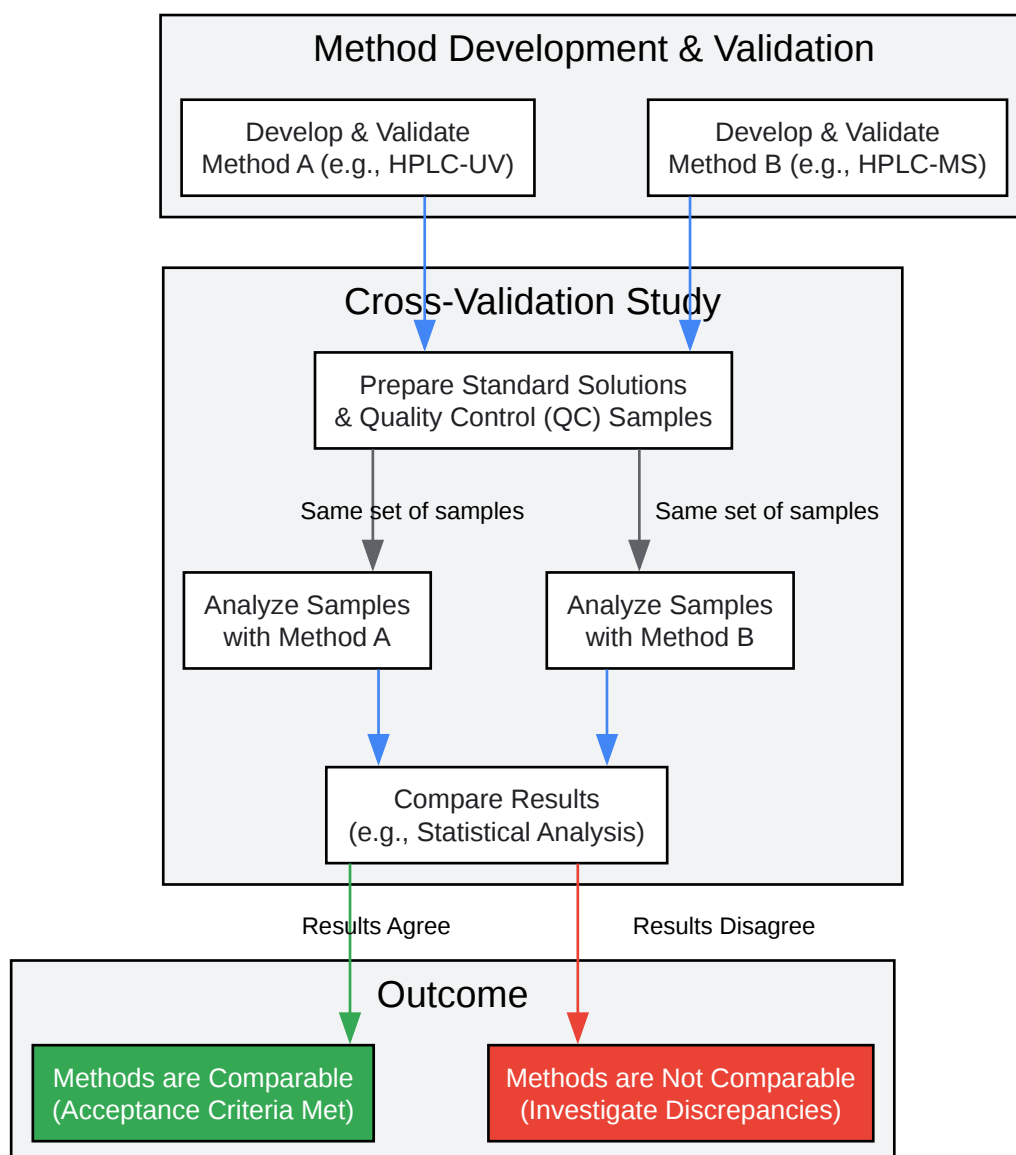 Method Development & Validation
Develop & Validate
Method A (e.g., HPLC-UV)
Develop & Validate
Method B (e.g., HPLC-MS)
Cross-Validation Study
Prepare Standard Solutions
& Quality Control (QC) Samples
Same set of samples
Same set of samples
Analyze Samples
with Method A
Analyze Samples
with Method B
Compare Results
(e.g., Statistical Analysis)
Results Agree
Results Disagree
Outcome
Methods are Comparable
(Acceptance Criteria Met)
Methods are Not Comparable
(Investigate Discrepancies)